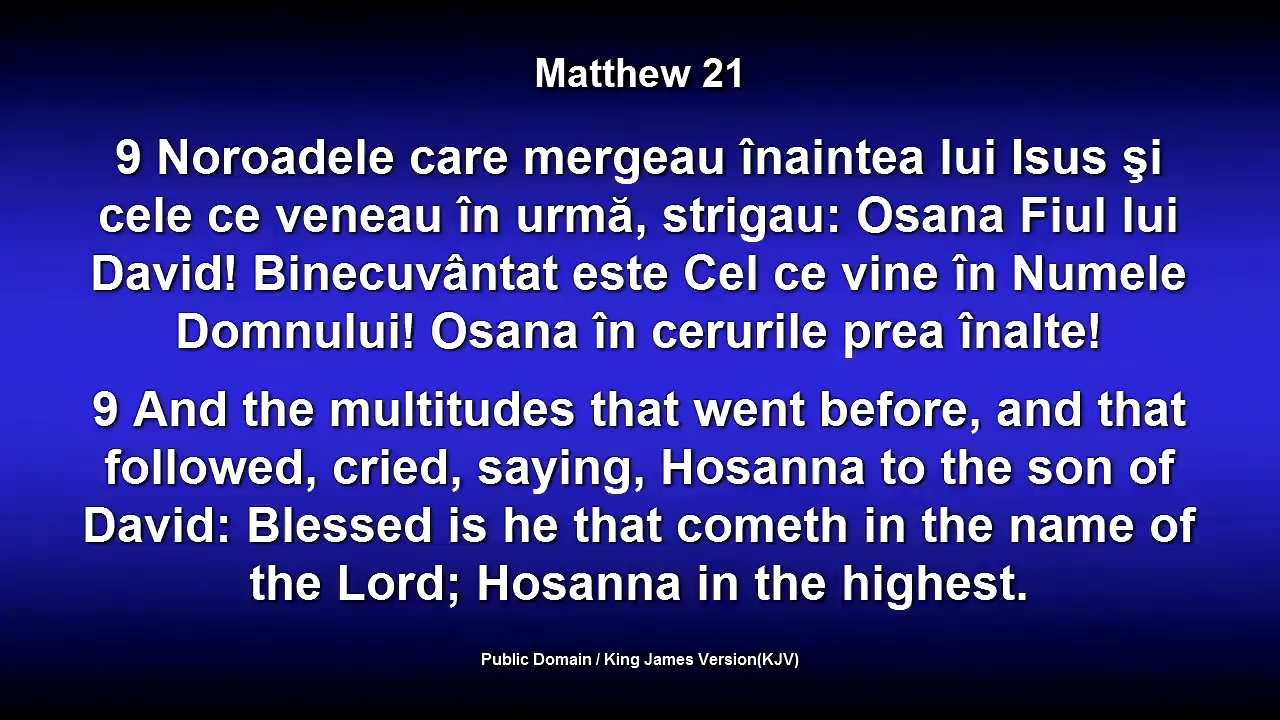 Matthew 21
9 Noroadele care mergeau înaintea lui Isus şi
cele ce veneau în urmă, strigau: Osana Fiul lui
David! Binecuvântat este Cel ce vine în Numele
Domnului! Osana în cerurile prea înalte!
9 And the multitudes that went before, and that
followed, cried, saying, Hosanna to the son of
David: Blessed is he that cometh in the name of
the Lord; Hosanna in the highest.
Public Domain / King James Version(KJV)